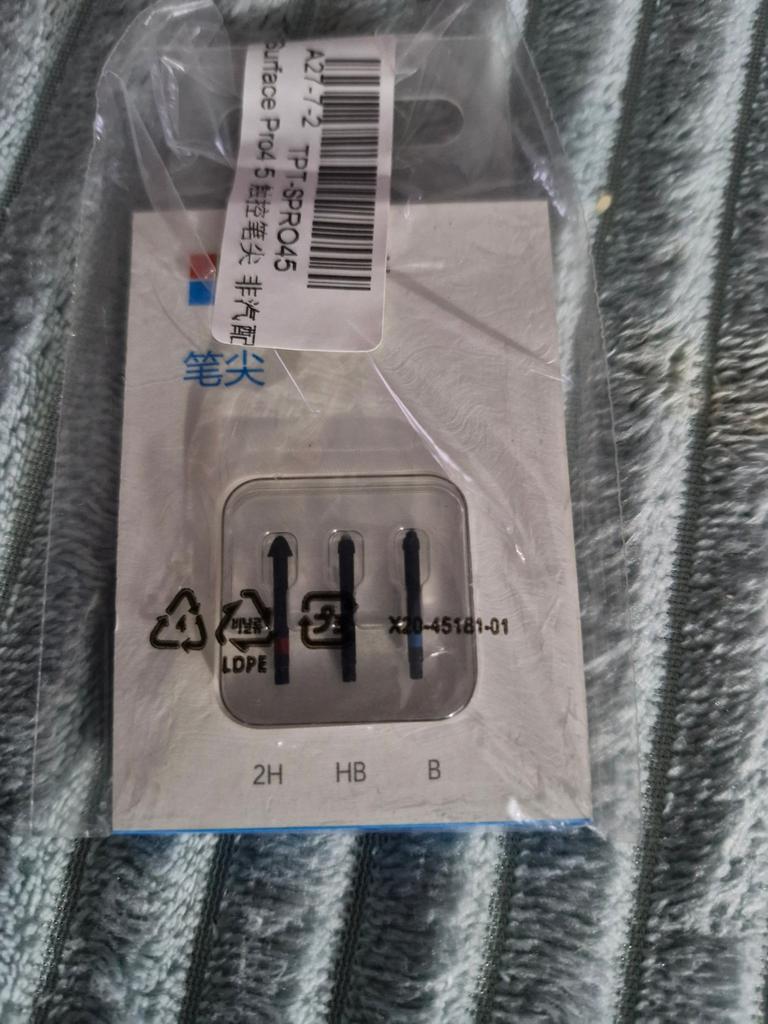 A27-7-2 TPT-SPRO45
Surface Pro4 5 触控笔尖 非汽配
笔尖
4
LDPE
X20-45181-01
2H HB B